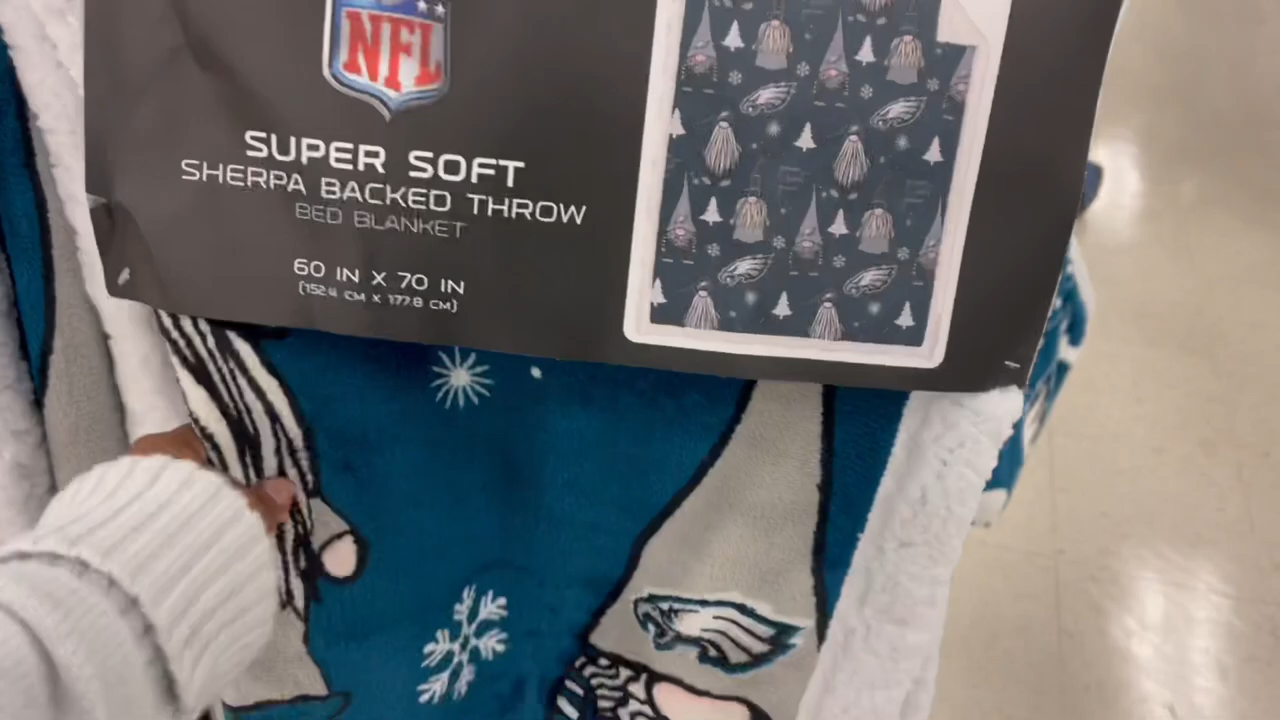 NFL
SUPER SOFT
SHERPA BACKED THROW
BED BLANKET
60 IN X 70 IN
(152.4 CM X 177.8 CM)